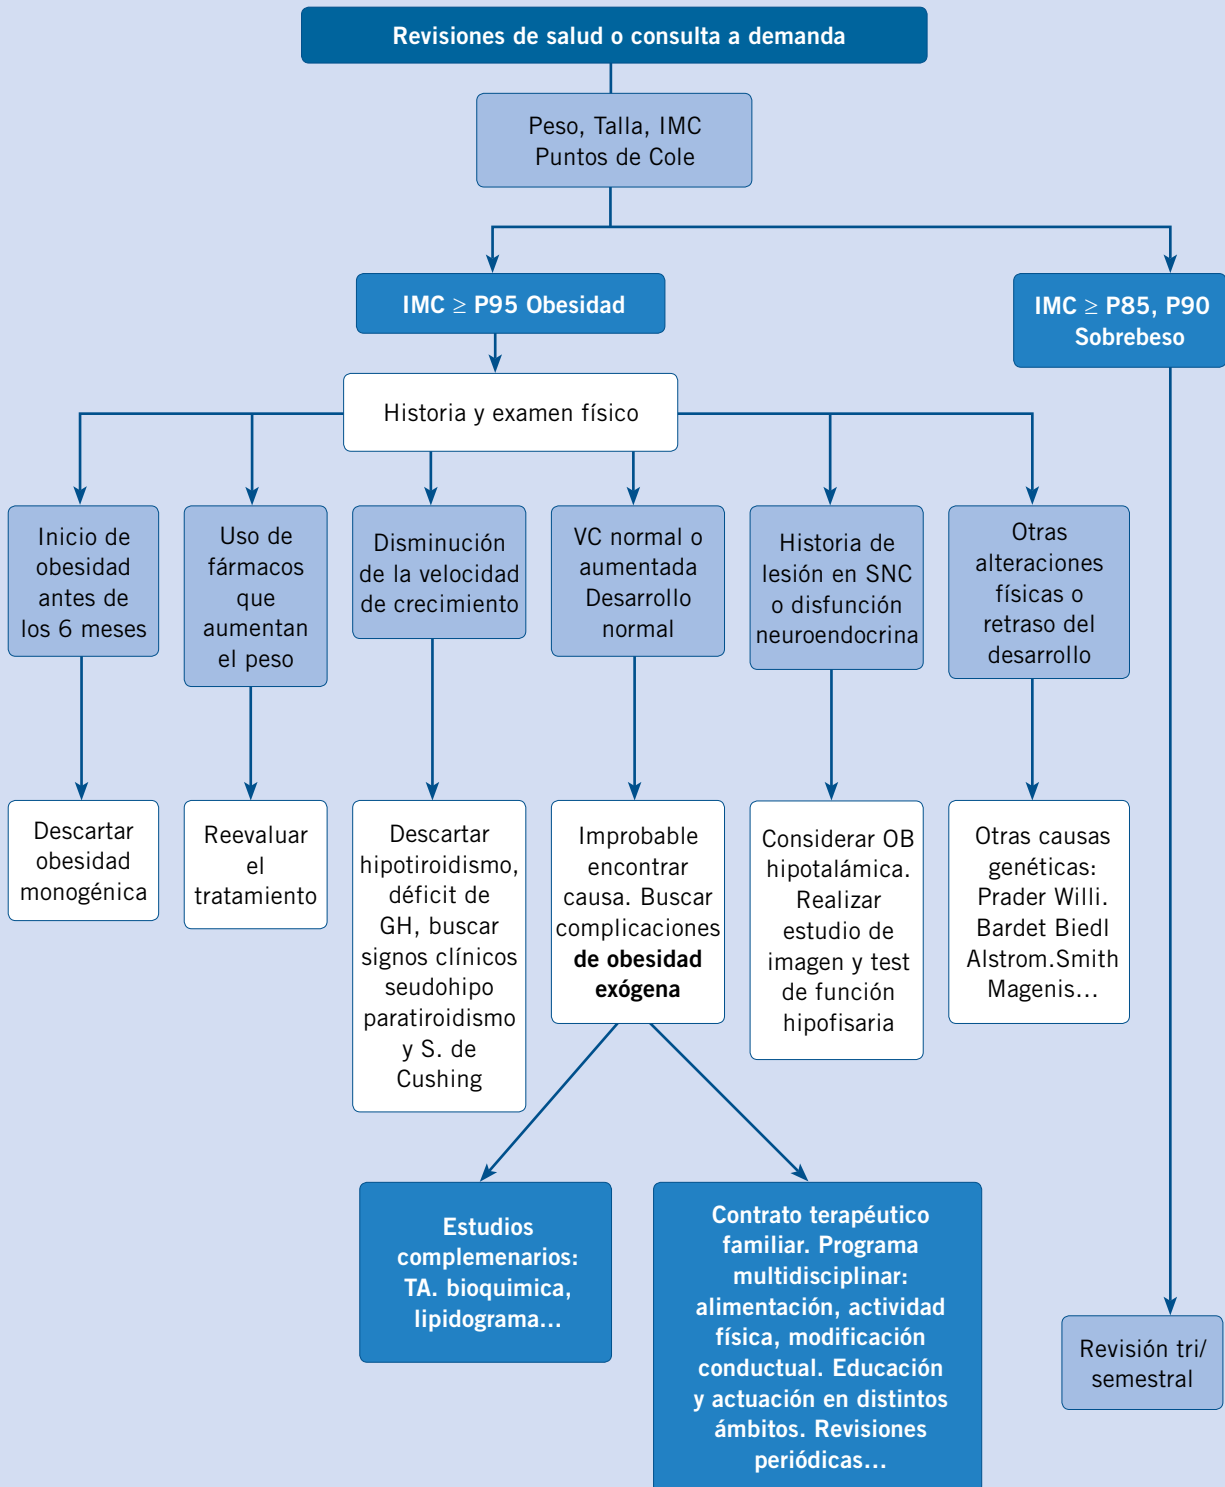 Revisiones de salud o consulta a demanda
Peso, Talla, IMC
Puntos de Cole
IMC ≥ P95 Obesidad
IMC ≥ P85, P90
Sobrebeso
Historia y examen físico
Inicio de
obesidad
antes de
los 6 meses
Uso de
fármacos
que
aumentan
el peso
Disminución
de la velocidad
de crecimiento
VC normal o
aumentada
Desarrollo
normal
Historia de
lesión en SNC
o disfunción
neuroendocrina
Otras
alteraciones
físicas o
retraso del
desarrollo
Descartar
obesidad
monogénica
Reevaluar
el
tratamiento
Descartar
hipotiroidismo,
déficit de
GH, buscar
signos clínicos
seudohipo
paratiroidismo
y S. de
Cushing
Improbable
encontrar
causa. Buscar
complicaciones
de obesidad
exógena
Considerar OB
hipotalámica.
Realizar
estudio de
imagen y test
de función
hipofisaria
Otras causas
genéticas:
Prader Willi.
Bardet Biedl
Alstrom.Smith
Magenis...
Estudios
complemenarios:
TA. bioquimica,
lipidograma...
Contrato terapéutico
familiar. Programa
multidisciplinar:
alimentación, actividad
física, modificación
conductual. Educación
y actuación en distintos
ámbitos. Revisiones
periódicas...
Revisión tri/
semestral